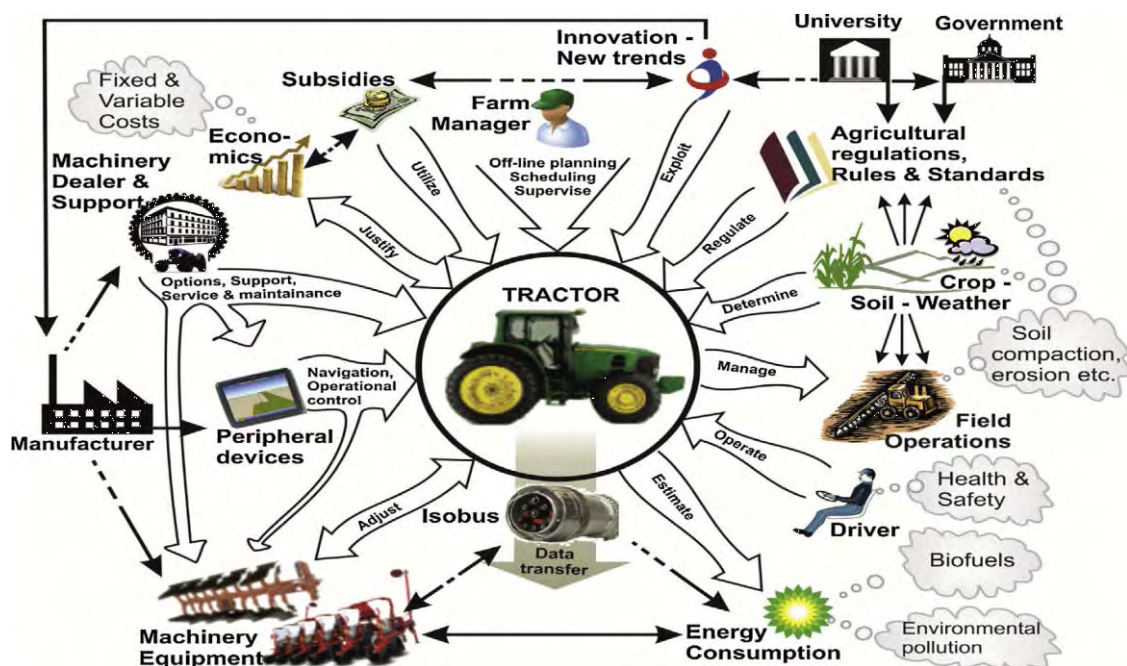 University
Government
Innovation -
New trends
Subsidies
Fixed &
Variable
Costs
Farm
Manager
Econo-
mics
Agricultural
regulations,
Rules & Standards
Machinery
Dealer &
Support
Off-line planning
Scheduling
Supervise
Utilize
Exploit
Justify
Regulate
Options, Support,
Service & maintainance
TRACTOR
Determine
Crop -
Soil - Weather
Soil
compaction,
erosion etc.
Navigation,
Operational
control
Manage
Manufacturer
Peripheral
devices
Field
Operations
Operate
Health &
Safety
Adjust
Isobus
Estimate
Driver
Data
transfer
Biofuels
Machinery
Equipment
Energy
Consumption
Environmental
pollution